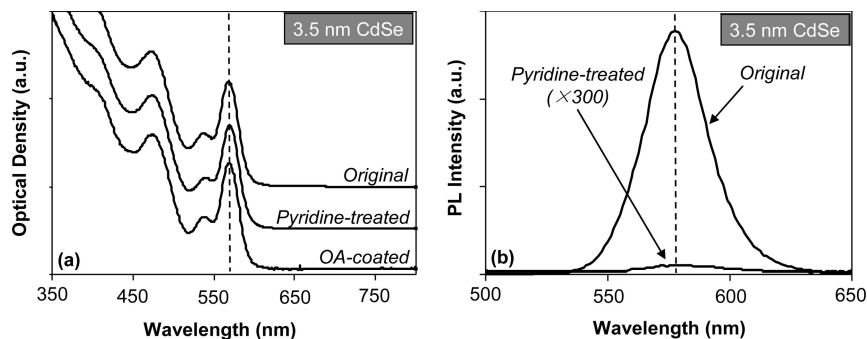 3.5 nm CdSe
Optical Density (a.u.)
Original
Pyridine-treated
OA-coated
(a)
350
450
550
650
750
Wavelength (nm)
3.5 nm CdSe
PL Intensity (a.u.)
Pyridine-treated
(×300)
Original
(b)
500
550
600
650
Wavelength (nm)